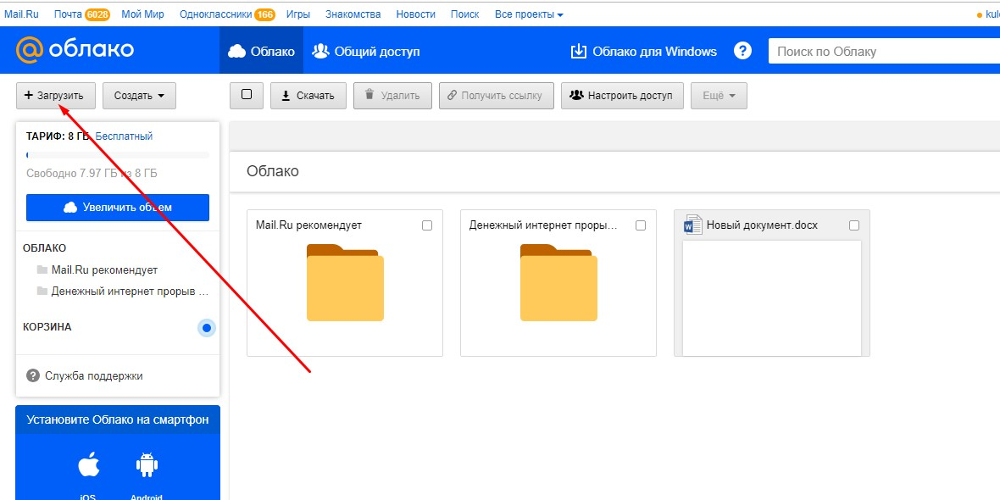 Mail.Ru Почта 6028 Мой Мир Одноклассники 166 Игры Знакомства Новости Поиск Все проекты
облако Облако Общий доступ Облако для Windows ? Поиск по Облаку
+ Загрузить Создать Скачать Удалить Получить ссылку Настроить доступ Ещё
ТАРИФ: 8 ГБ Бесплатный
Свободно 7.97 ГБ из 8 ГБ
Увеличить объем
ОБЛАКО
Mail.Ru рекомендует
Денежный интернет прорыв ...
КОРЗИНА
? Служба поддержки
Установите Облако на смартфон
iOS Android
Облако
Mail.Ru рекомендует Денежный интернет проры... W Новый документ.docx